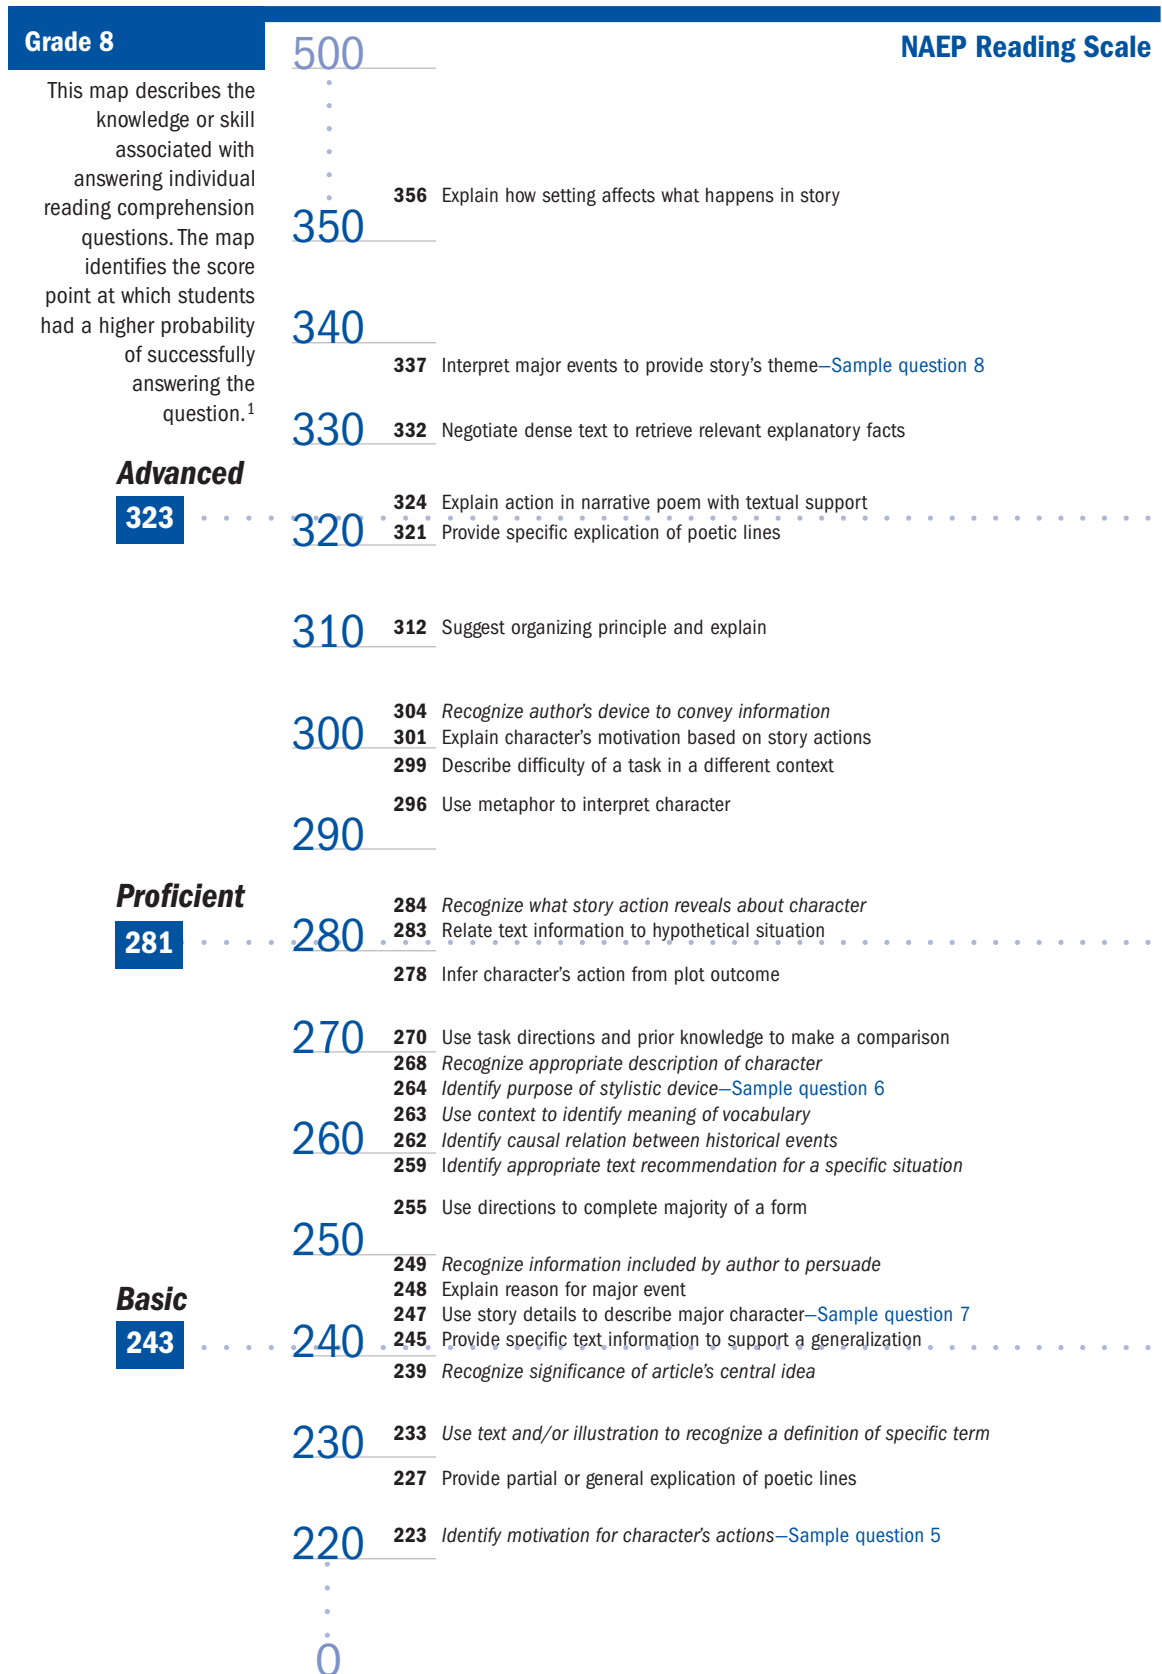 Grade 8
NAEP Reading Scale
This map describes the
knowledge or skill
associated with
answering individual
reading comprehension
questions. The map
identifies the score
point at which students
had a higher probability
of successfully
answering the
question.1
500
356 Explain how setting affects what happens in story
350
340
337 Interpret major events to provide story's theme—Sample question 8
330
332 Negotiate dense text to retrieve relevant explanatory facts
Advanced
323
324 Explain action in narrative poem with textual support
320
321 Provide specific explication of poetic lines
310
312 Suggest organizing principle and explain
304 Recognize author's device to convey information
300
301 Explain character's motivation based on story actions
299 Describe difficulty of a task in a different context
296 Use metaphor to interpret character
290
Proficient
281
284 Recognize what story action reveals about character
280
283 Relate text information to hypothetical situation
278 Infer character's action from plot outcome
270
270 Use task directions and prior knowledge to make a comparison
268 Recognize appropriate description of character
264 Identify purpose of stylistic device—Sample question 6
263 Use context to identify meaning of vocabulary
260
262 Identify causal relation between historical events
259 Identify appropriate text recommendation for a specific situation
255 Use directions to complete majority of a form
250
249 Recognize information included by author to persuade
248 Explain reason for major event
Basic
243
247 Use story details to describe major character—Sample question 7
240
245 Provide specific text information to support a generalization
239 Recognize significance of article's central idea
230
233 Use text and/or illustration to recognize a definition of specific term
227 Provide partial or general explication of poetic lines
220
223 Identify motivation for character's actions—Sample question 5
0